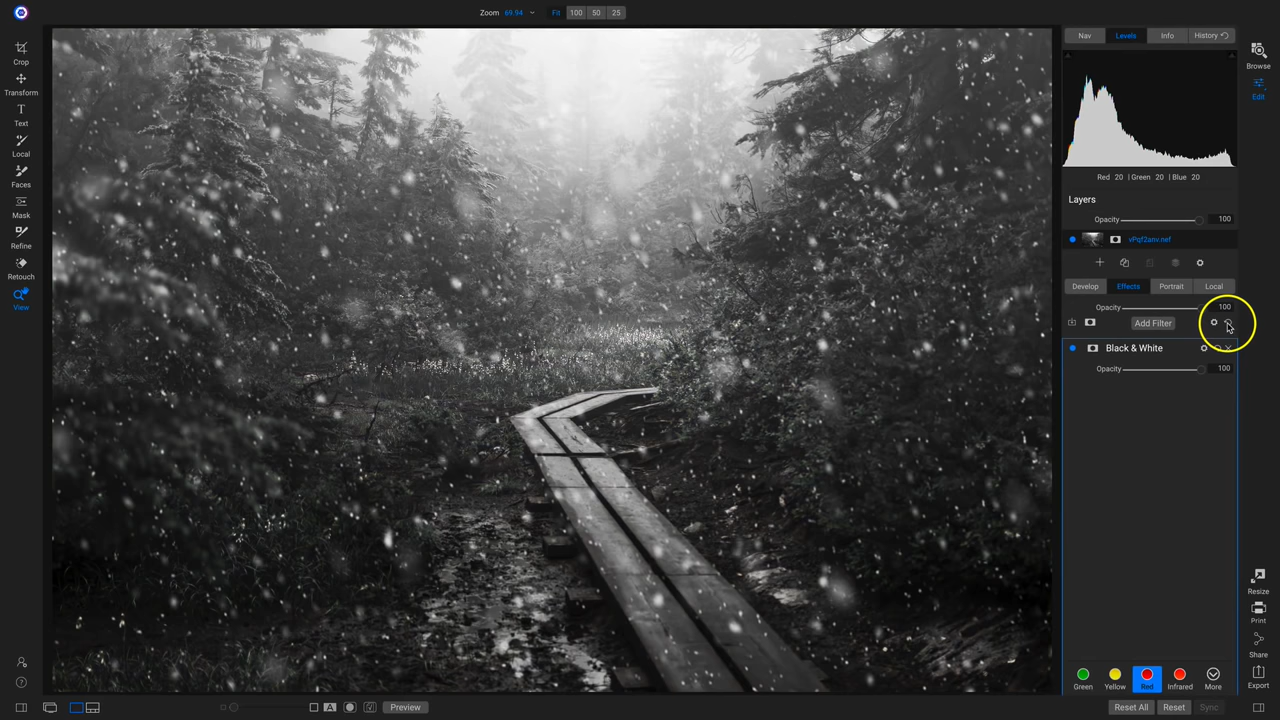 Zoom 69.94 Fit 100 50 25
Crop
Transform
Text
Local
Faces
Mask
Refine
Retouch
View
Nav Levels Info History
Red 20 | Green 20 | Blue 20
Layers
Opacity 100
vPqf2anv.nef
Develop Effects Portrait Local
Opacity 100
Add Filter
Black & White
Opacity 100
Green Yellow Red Infrared More
Browse
Edit
Resize
Print
Share
Export
A Preview Reset All Reset Sync